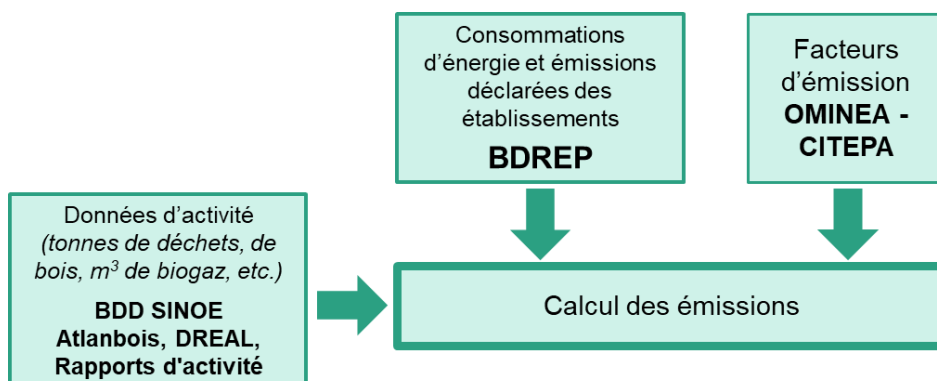 Consommations
d’énergie et émissions
déclarées des
établissements
BDREP
Facteurs
d’émission
OMINEA -
CITEPA
Données d’activité
(tonnes de déchets, de
bois, m³ de biogaz, etc.)
BDD SINOE
Atlanbois, DREAL,
Rapports d'activité
Calcul des émissions